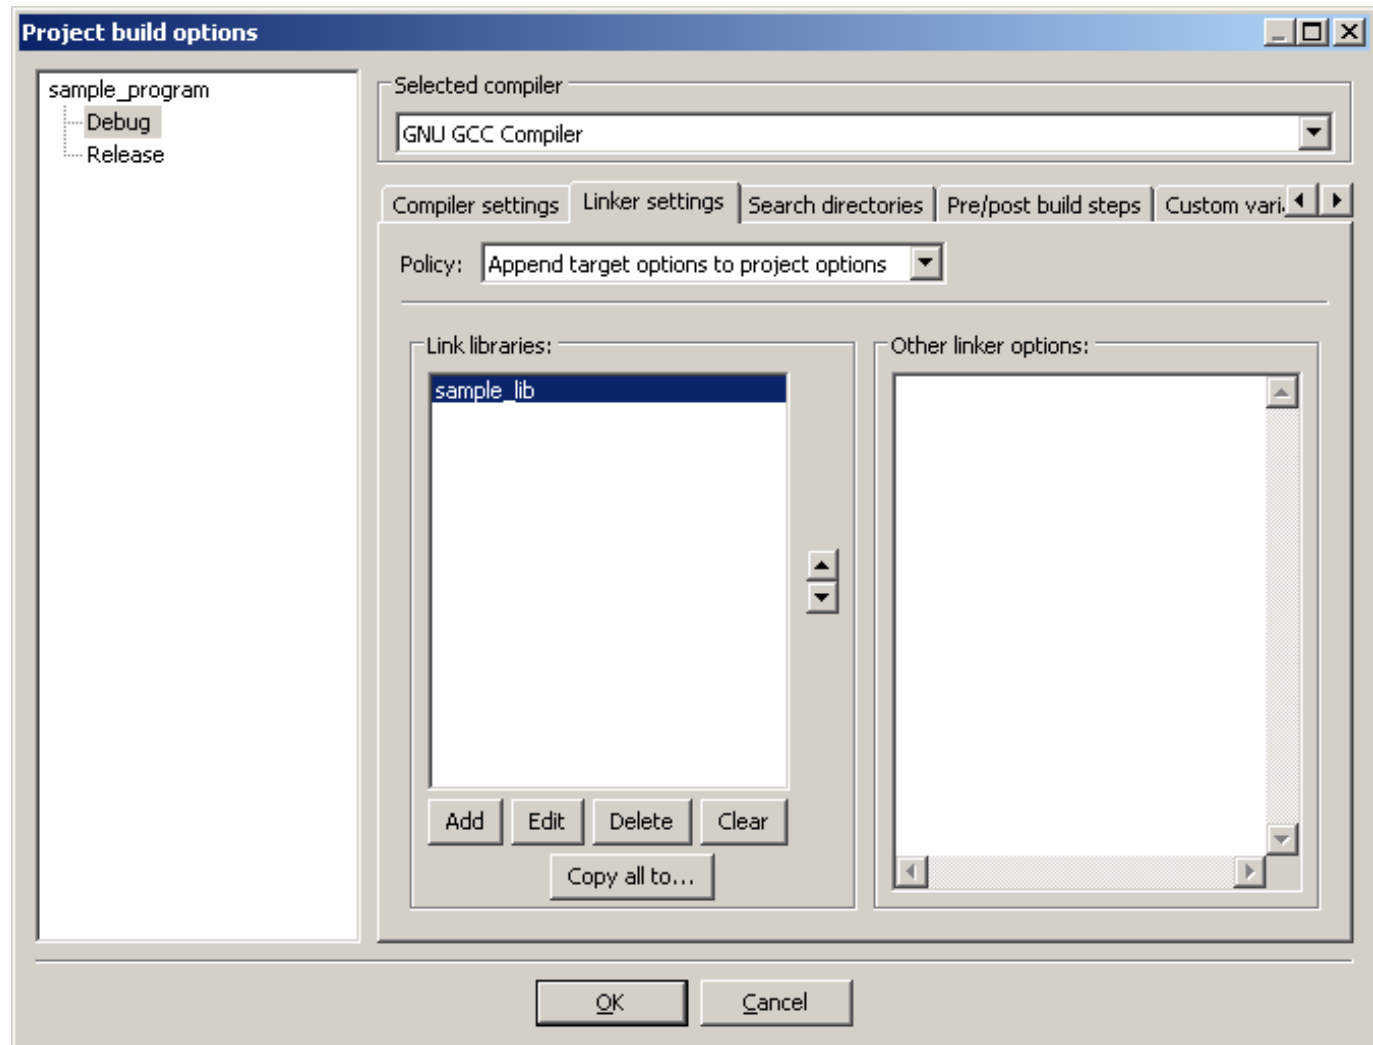 Project build options
sample_program
Debug
Release
Selected compiler
GNU GCC Compiler
Compiler settings
Linker settings
Search directories
Pre/post build steps
Custom vari
Policy:
Append target options to project options
Link libraries:
sample_lib
Other linker options:
Add
Edit
Delete
Clear
Copy all to...
OK
Cancel